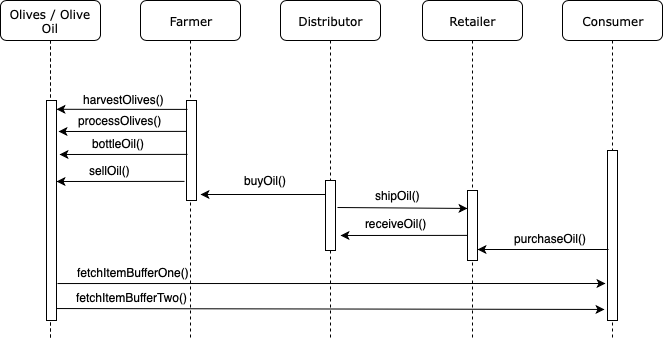 Olives / Olive
Oil
Farmer
Distributor
Retailer
Consumer
harvestOlives()
processOlives()
bottleOil()
sellOil()
buyOil()
shipOil()
receiveOil()
purchaseOil()
fetchItemBufferOne()
fetchItemBufferTwo()